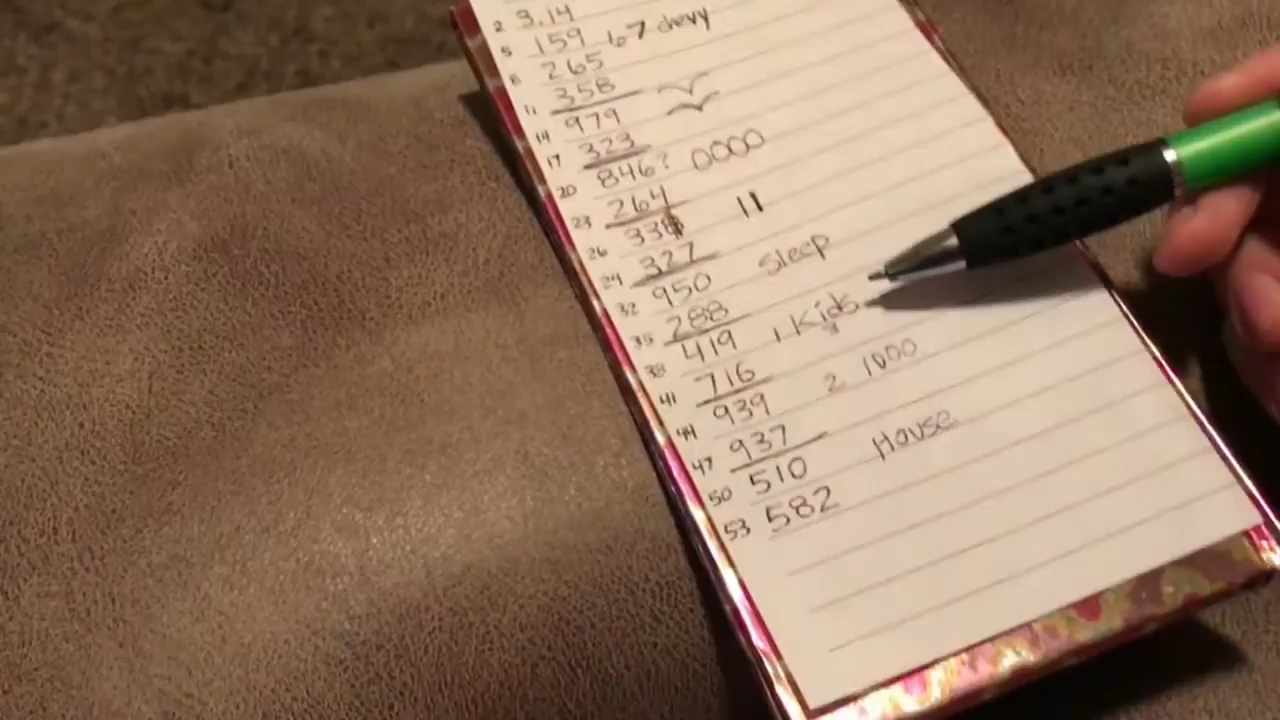 2 3.14
5 159 67 chevy
8 265
11 358
14 979
17 323
20 846? 0000
23 264
26 338 11
29 327
32 950 Sleep
35 288
38 419 1 Kids
41 716
44 939 2 1000
47 937
50 510 House
53 582